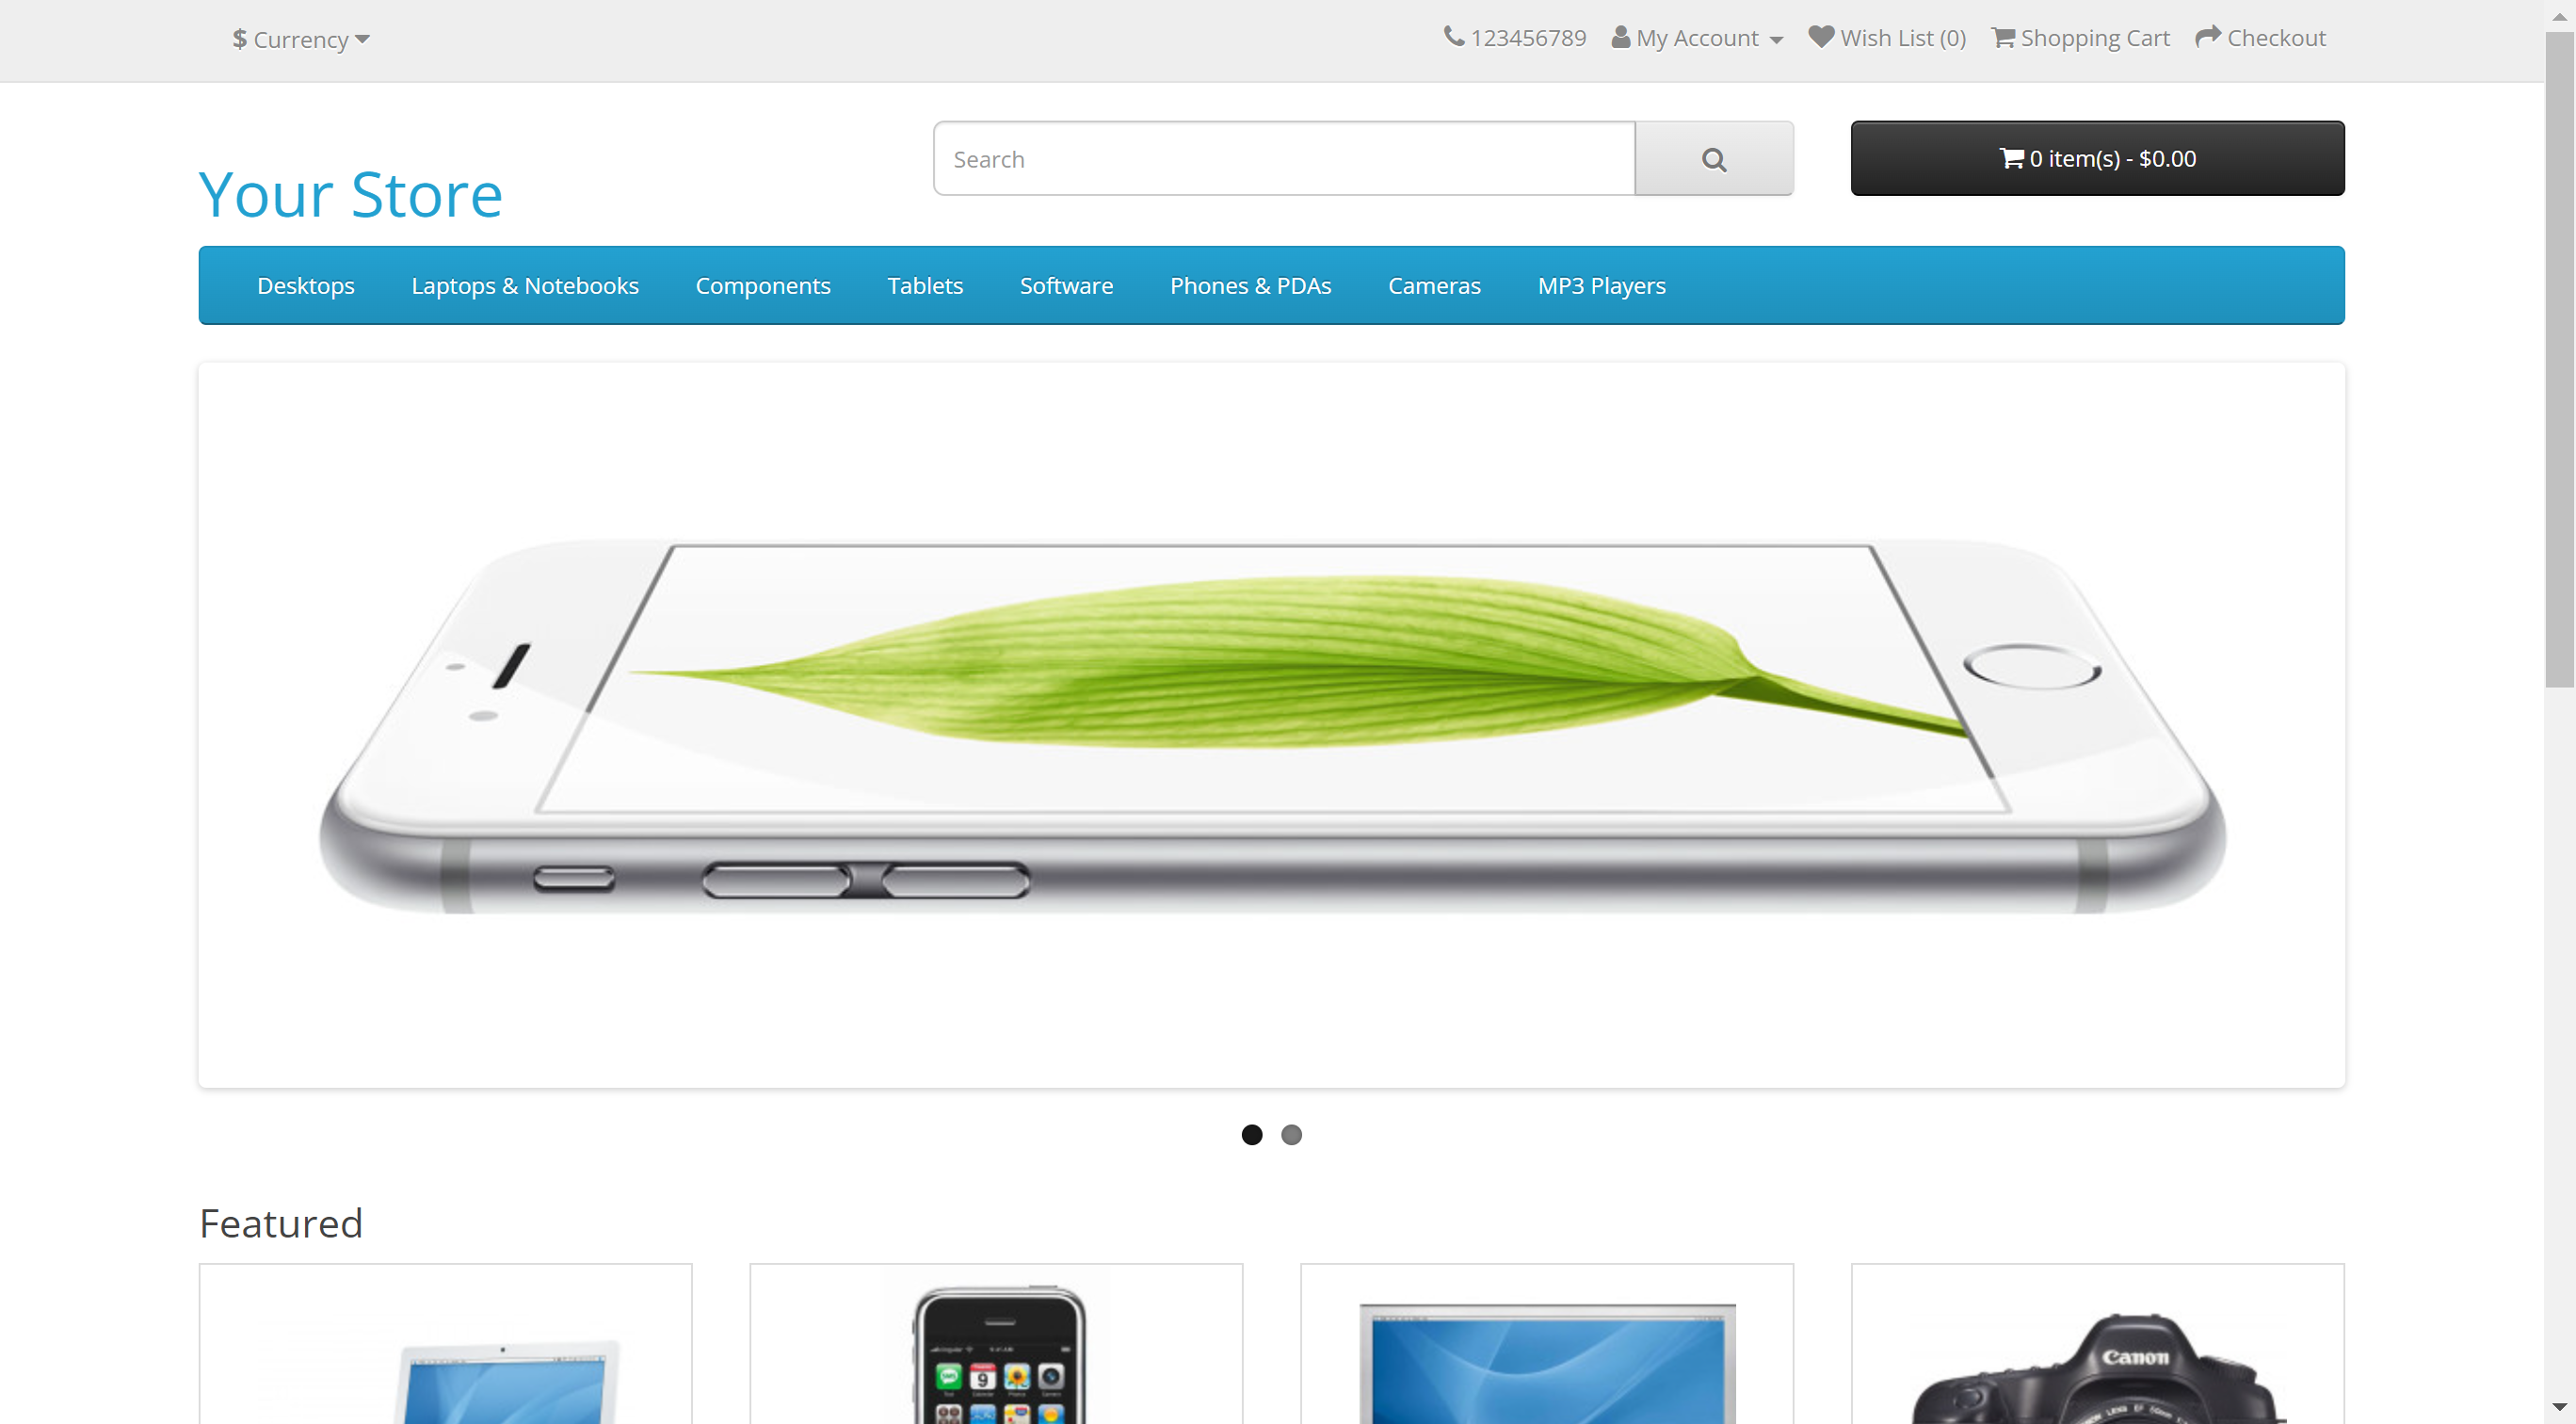 $ Currency
123456789 My Account Wish List (0) Shopping Cart Checkout
Your Store
Search
0 item(s) - $0.00
Desktops Laptops & Notebooks Components Tablets Software Phones & PDAs Cameras MP3 Players
Featured
9
Canon